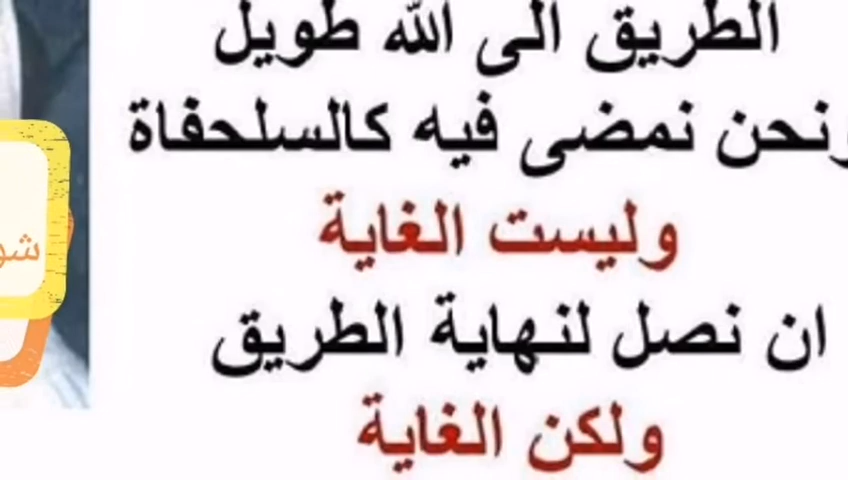 الطريق الى الله طويل
ونحن نمضى فيه كالسلحفاة
وليست الغاية
ان نصل لنهاية الطريق
ولكن الغاية